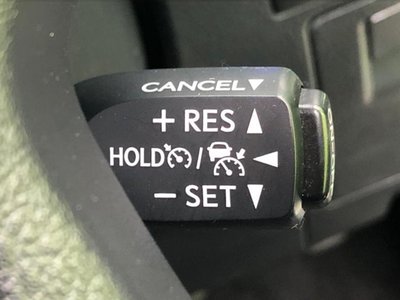 CANCEL ▼
+ RES ▲
HOLD / ◄
− SET ▼